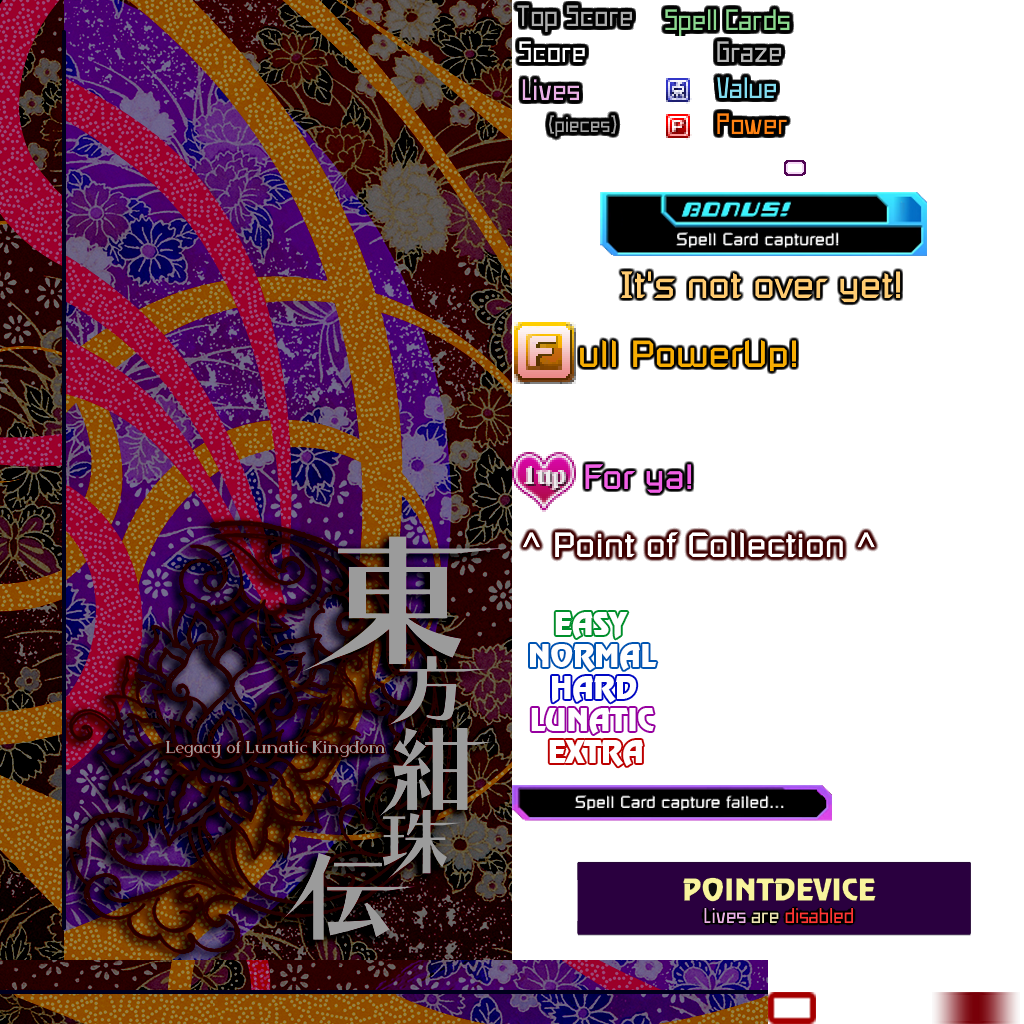 Top Score
Spell Cards
Score
Graze
Lives
Value
(pieces)
P
Power
BONUS!
Spell Card captured!
It's not over yet!
Full PowerUp!
1up For ya!
^ Point of Collection ^
EASY
NORMAL
HARD
LUNATIC
EXTRA
Spell Card capture failed...
POINTDEVICE
Lives are disabled
東方紺珠伝
Legacy of Lunatic Kingdom